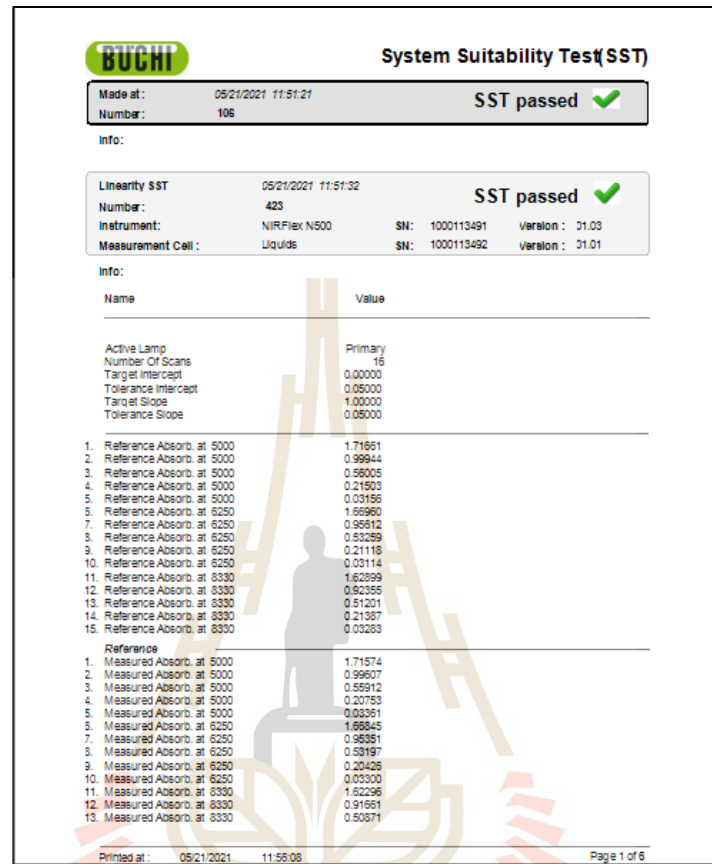 BUCHI
System Suitability Test(SST)
Made at : 05/21/2021 11:51:21
SST passed
Number : 106
Info:
Linearity SST 05/21/2021 11:51:32
SST passed
Number : 423
Instrument: NIRFlex N500 SN: 1000113491 Version : 01.03
Measurement Cell : Liquids SN: 1000113492 Version : 01.01
Info:
Name Value
Active Lamp Primary
Number Of Scans 16
Target Intercept 0.00000
Tolerance Intercept 0.05000
Target Slope 1.00000
Tolerance Slope 0.05000
1. Reference Absorb. at 5000 1.71661
2. Reference Absorb. at 5000 0.99944
3. Reference Absorb. at 5000 0.56005
4. Reference Absorb. at 5000 0.21503
5. Reference Absorb. at 5000 0.03156
6. Reference Absorb. at 6250 1.66960
7. Reference Absorb. at 6250 0.95612
8. Reference Absorb. at 6250 0.53259
9. Reference Absorb. at 6250 0.21118
10. Reference Absorb. at 6250 0.03114
11. Reference Absorb. at 8330 1.62899
12. Reference Absorb. at 8330 0.92355
13. Reference Absorb. at 8330 0.51201
14. Reference Absorb. at 8330 0.21387
15. Reference Absorb. at 8330 0.03283
Reference
1. Measured Absorb. at 5000 1.71574
2. Measured Absorb. at 5000 0.99607
3. Measured Absorb. at 5000 0.55912
4. Measured Absorb. at 5000 0.20753
5. Measured Absorb. at 5000 0.03361
6. Measured Absorb. at 6250 1.66845
7. Measured Absorb. at 6250 0.95351
8. Measured Absorb. at 6250 0.53197
9. Measured Absorb. at 6250 0.20426
10. Measured Absorb. at 6250 0.03300
11. Measured Absorb. at 8330 1.62296
12. Measured Absorb. at 8330 0.91661
13. Measured Absorb. at 8330 0.50871
Printed at : 05/21/2021 11:56:08 Page 1 of 6